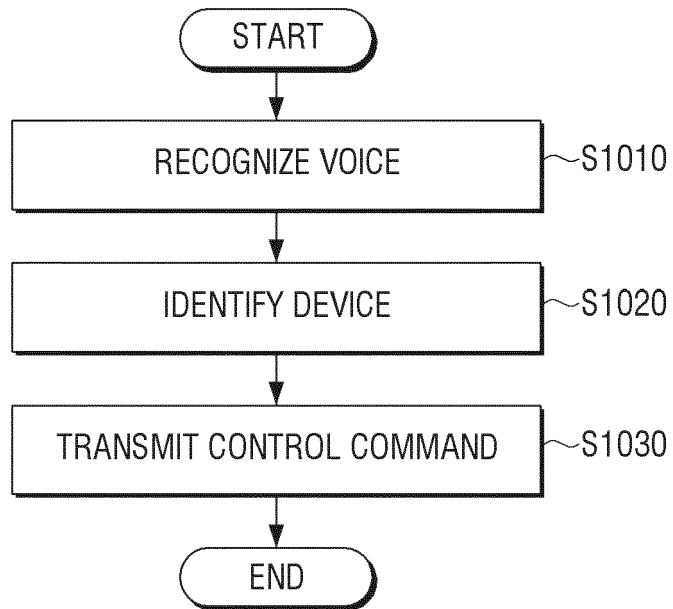 START
RECOGNIZE VOICE
S1010
IDENTIFY DEVICE
S1020
TRANSMIT CONTROL COMMAND
S1030
END